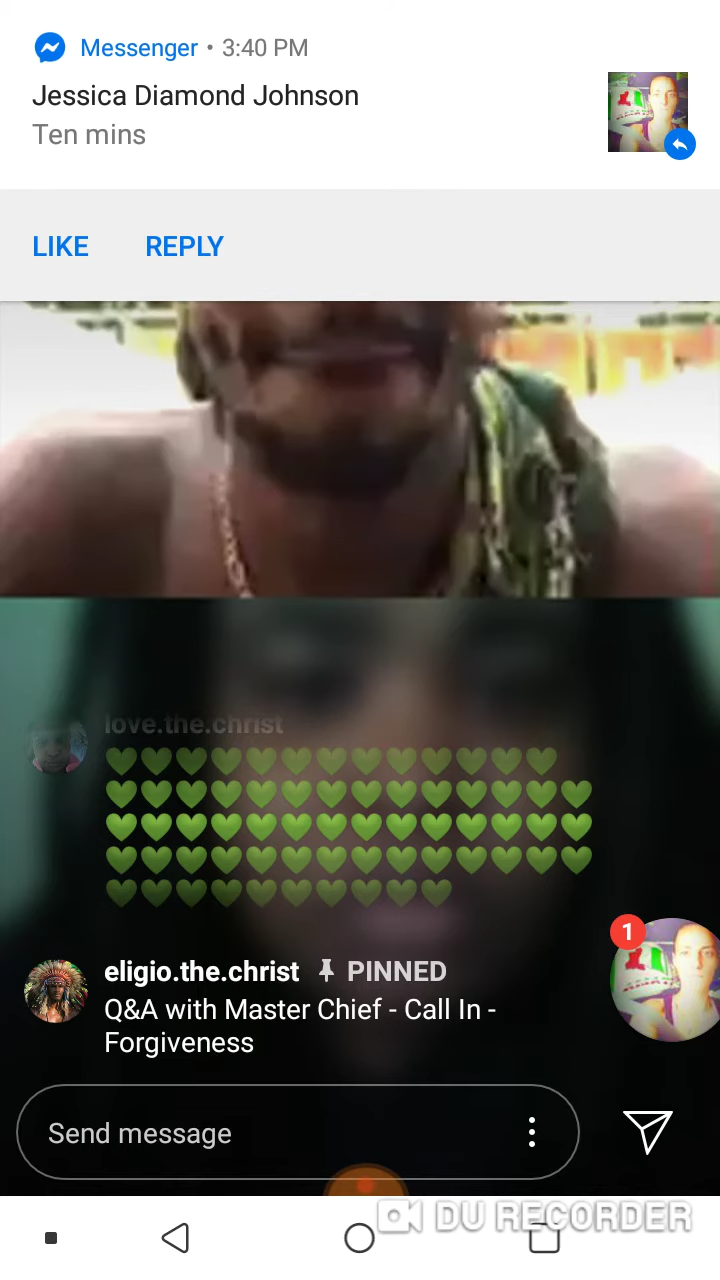 Messenger • 3:40 PM
Jessica Diamond Johnson
Ten mins
LIKE REPLY
love.the.christ
💚💚💚💚💚💚💚💚💚💚💚💚💚
💚💚💚💚💚💚💚💚💚💚💚💚💚💚
💚💚💚💚💚💚💚💚💚💚💚💚💚💚
💚💚💚💚💚💚💚💚💚💚💚💚💚💚
💚💚💚💚💚💚💚💚💚💚
eligio.the.christ 📌 PINNED
Q&A with Master Chief - Call In -
Forgiveness
1
Send message
DU RECORDER